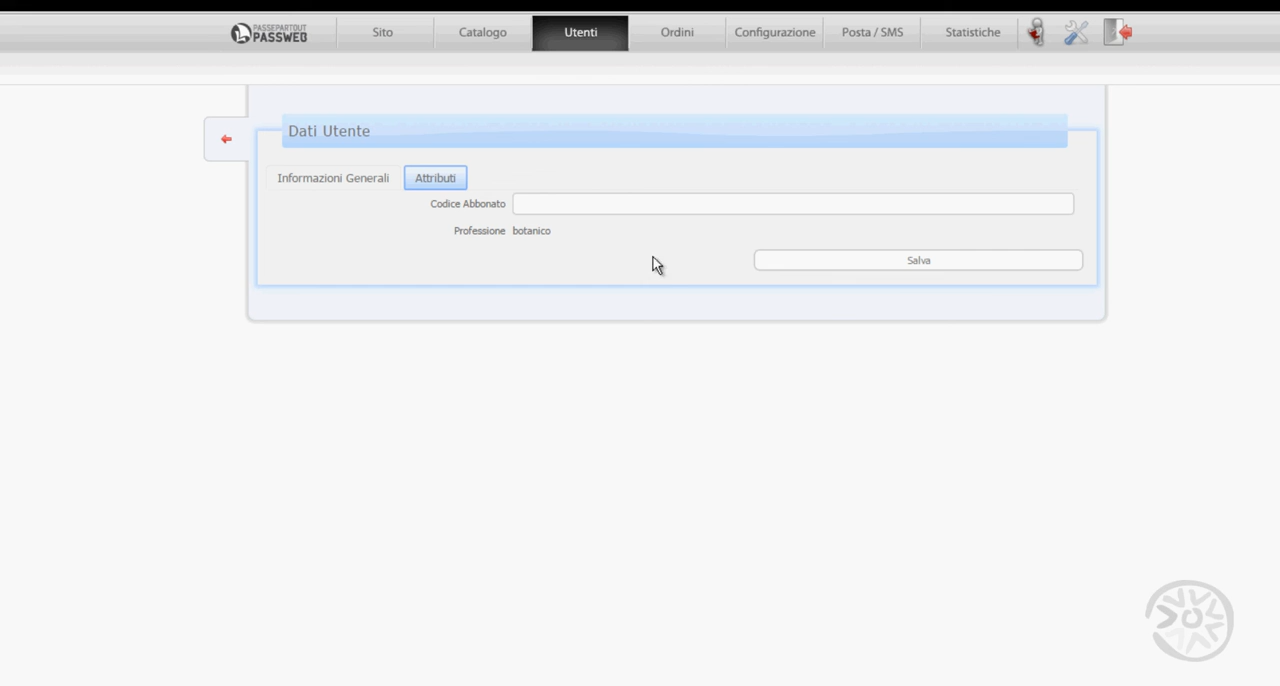 PASSEPARTOUT
PASSWEB
Sito
Catalogo
Utenti
Ordini
Configurazione
Posta / SMS
Statistiche
Dati Utente
Informazioni Generali
Attributi
Codice Abbonato
Professione botanico
Salva